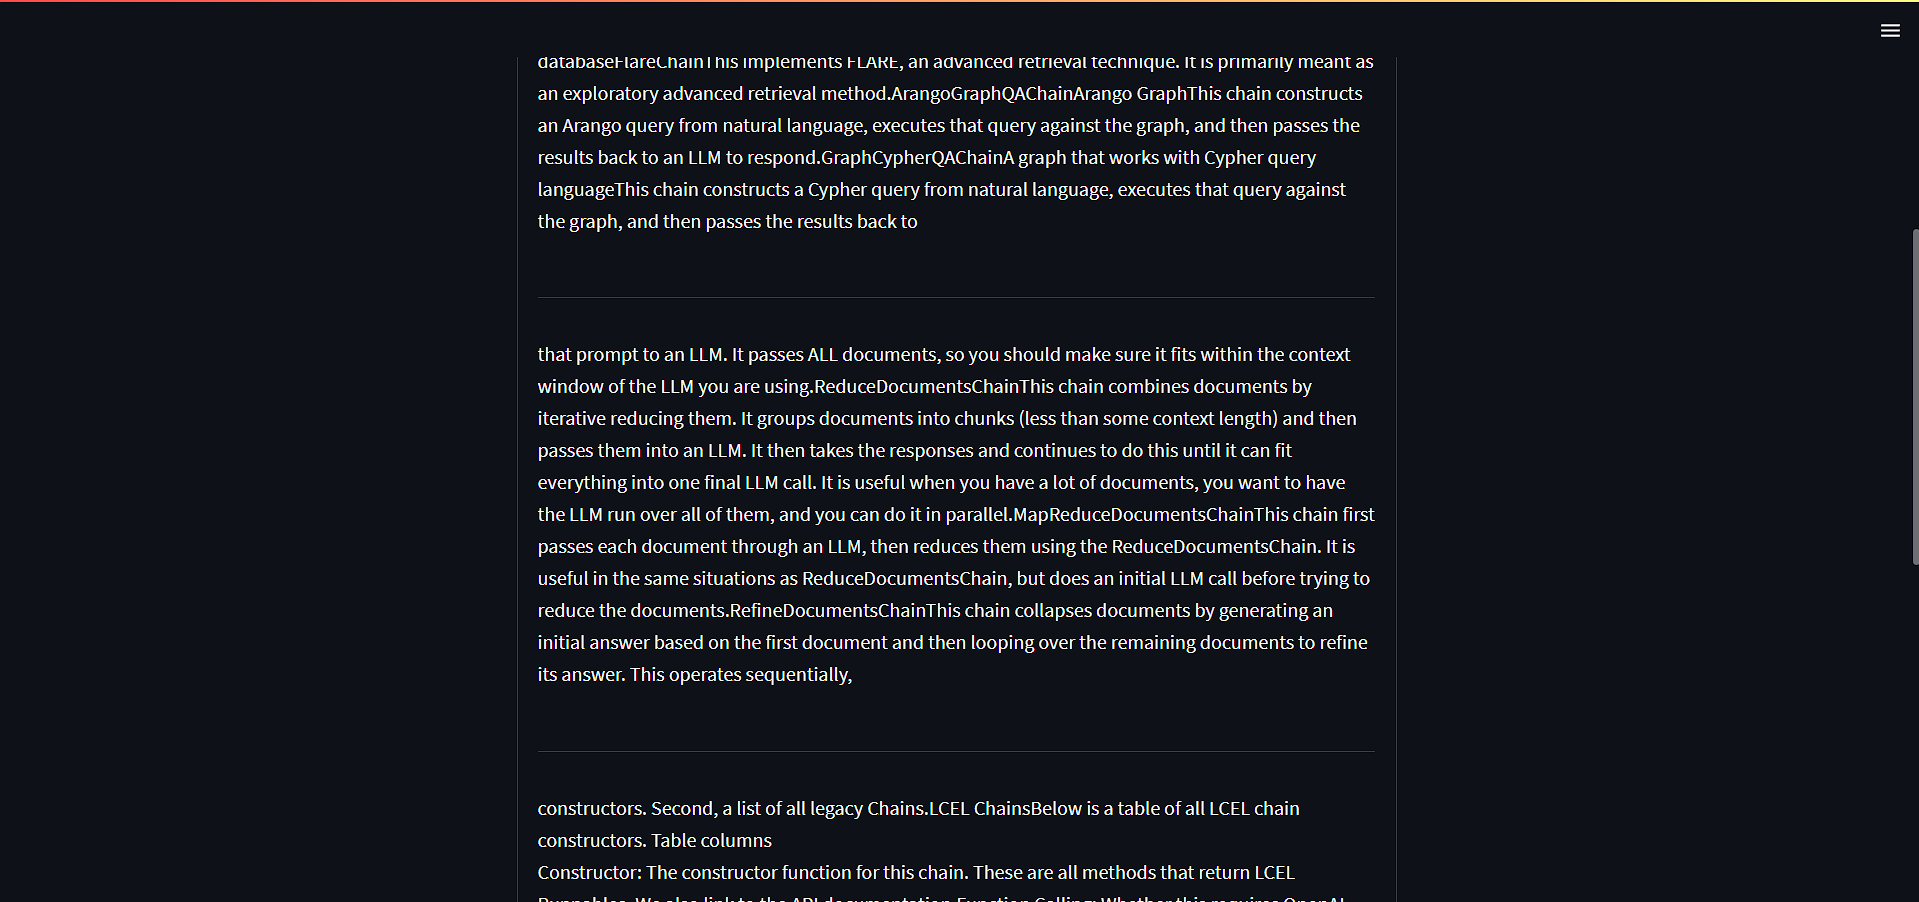 databaseFlareChainThis implements FLARE, an advanced retrieval technique. It is primarily meant as
an exploratory advanced retrieval method.ArangoGraphQAChainArango GraphThis chain constructs
an Arango query from natural language, executes that query against the graph, and then passes the
results back to an LLM to respond.GraphCypherQAChainA graph that works with Cypher query
languageThis chain constructs a Cypher query from natural language, executes that query against
the graph, and then passes the results back to
that prompt to an LLM. It passes ALL documents, so you should make sure it fits within the context
window of the LLM you are using.ReduceDocumentsChainThis chain combines documents by
iterative reducing them. It groups documents into chunks (less than some context length) and then
passes them into an LLM. It then takes the responses and continues to do this until it can fit
everything into one final LLM call. It is useful when you have a lot of documents, you want to have
the LLM run over all of them, and you can do it in parallel.MapReduceDocumentsChainThis chain first
passes each document through an LLM, then reduces them using the ReduceDocumentsChain. It is
useful in the same situations as ReduceDocumentsChain, but does an initial LLM call before trying to
reduce the documents.RefineDocumentsChainThis chain collapses documents by generating an
initial answer based on the first document and then looping over the remaining documents to refine
its answer. This operates sequentially,
constructors. Second, a list of all legacy Chains.LCEL ChainsBelow is a table of all LCEL chain
constructors. Table columns
Constructor: The constructor function for this chain. These are all methods that return LCEL
Runnables. We also link to the API documentation.Function Calling: Whether this requires OpenAI